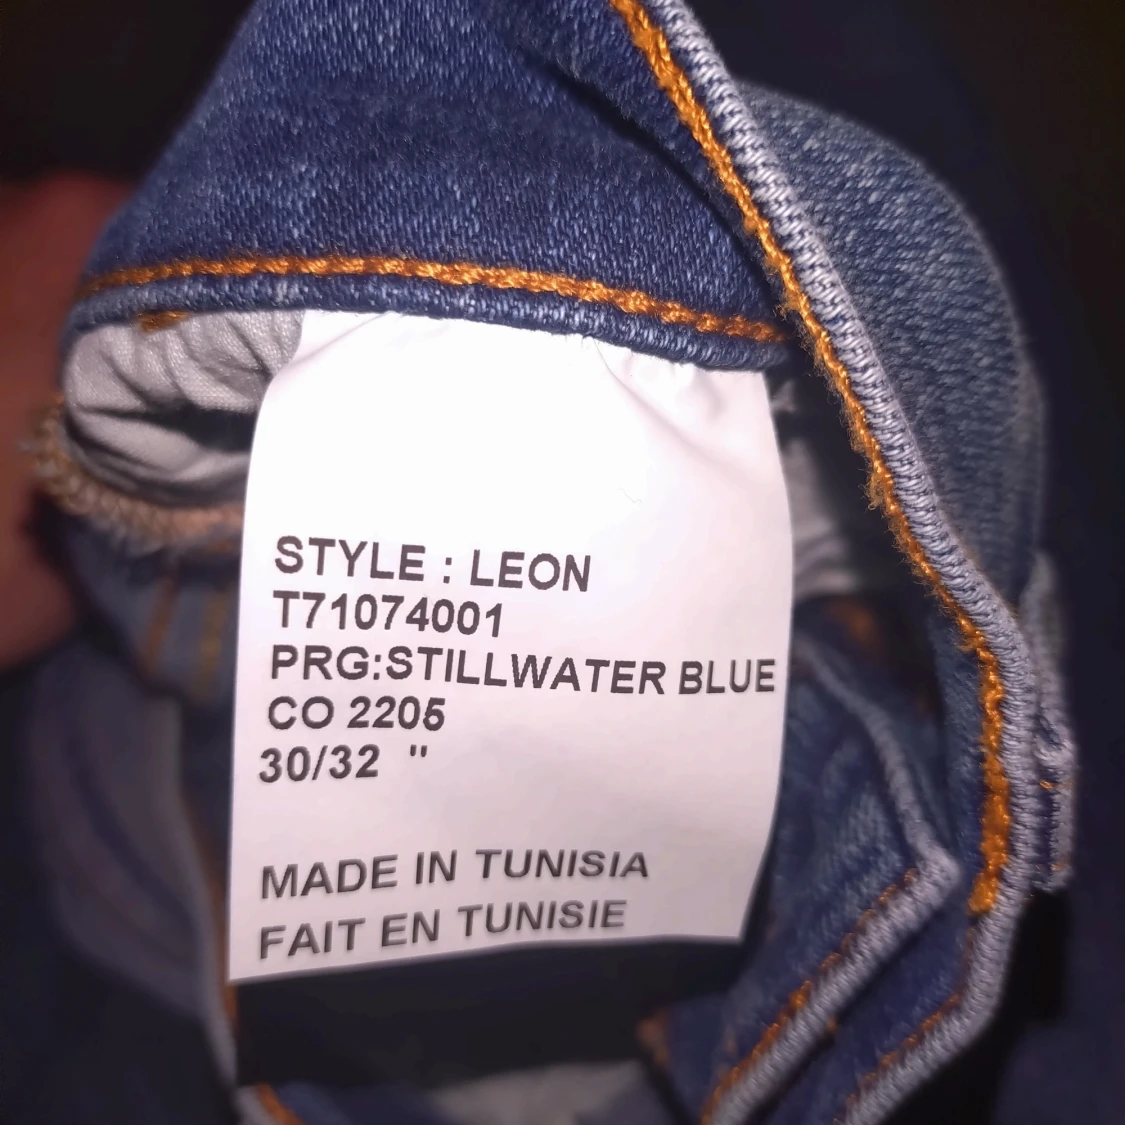 STYLE : LEON
T71074001
PRG:STILLWATER BLUE
CO 2205
30/32 "
MADE IN TUNISIA
FAIT EN TUNISIE